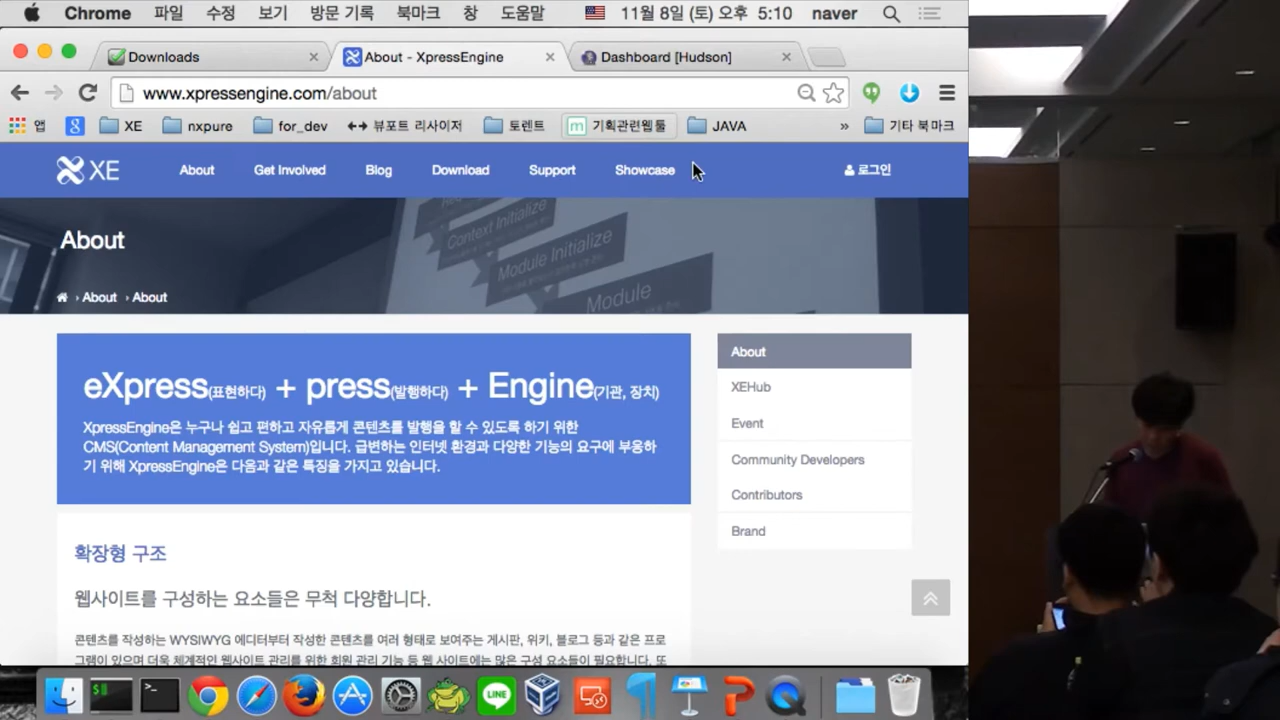 Chrome 파일 수정 보기 방문 기록 북마크 창 도움말 11월 8일 (토) 오후 5:10 naver
Downloads About - XpressEngine Dashboard [Hudson]
www.xpressengine.com/about
앱 XE nxpure for_dev 뷰포트 리사이저 토렌트 기획관련웹툴 JAVA » 기타 북마크
XE About Get Involved Blog Download Support Showcase 로그인
Context Initialize
Module Initialize
Module
About
› About › About
eXpress(표현하다) + press(발행하다) + Engine(기관, 장치)
XpressEngine은 누구나 쉽고 편하고 자유롭게 콘텐츠를 발행을 할 수 있도록 하기 위한
CMS(Content Management System)입니다. 급변하는 인터넷 환경과 다양한 기능의 요구에 부응하
기 위해 XpressEngine은 다음과 같은 특징을 가지고 있습니다.
확장형 구조
웹사이트를 구성하는 요소들은 무척 다양합니다.
콘텐츠를 작성하는 WYSIWYG 에디터부터 작성한 콘텐츠를 여러 형태로 보여주는 게시판, 위키, 블로그 등과 같은 프로
그램이 있으며 더욱 체계적인 웹사이트 관리를 위한 회원 관리 기능 등 웹 사이트에는 많은 구성 요소들이 필요합니다. 또
About
XEHub
Event
Community Developers
Contributors
Brand
LINE